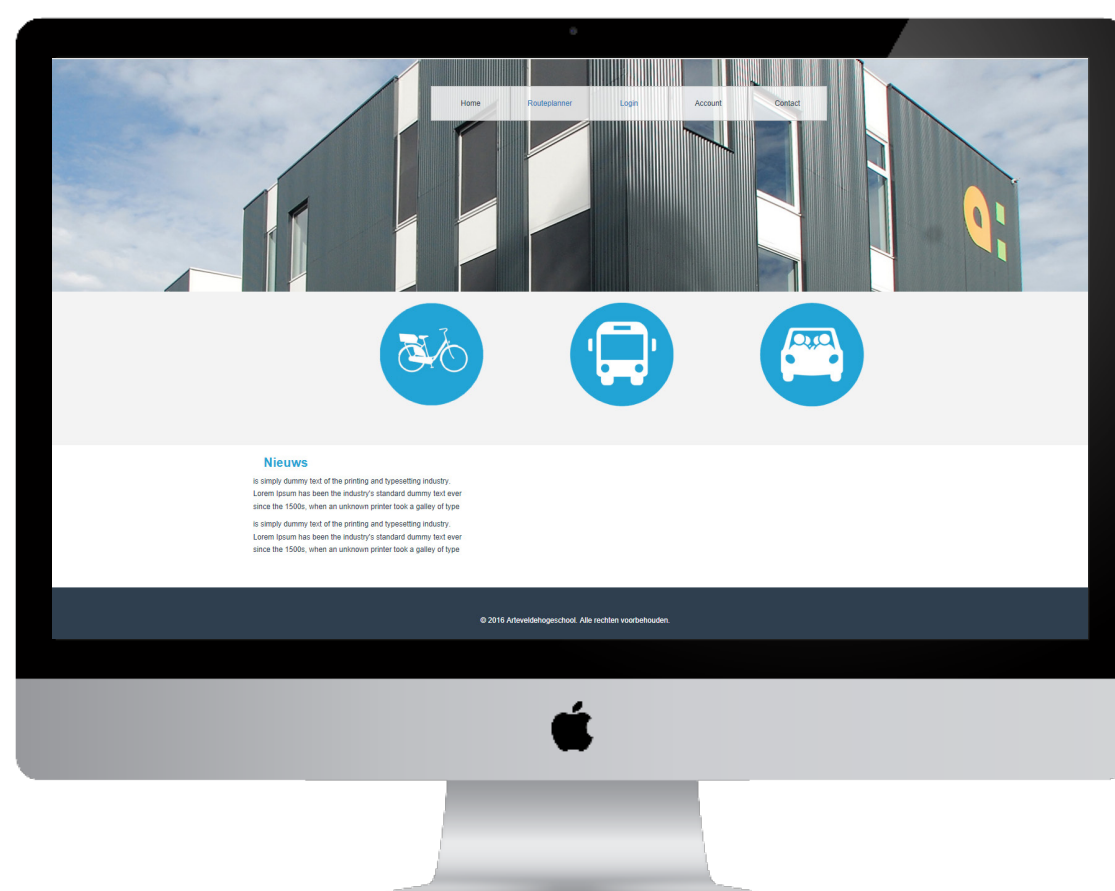 Home Routeplanner Login Account Contact
a:
Nieuws
is simply dummy text of the printing and typesetting industry.
Lorem Ipsum has been the industry's standard dummy text ever
since the 1500s, when an unknown printer took a galley of type
is simply dummy text of the printing and typesetting industry.
Lorem Ipsum has been the industry's standard dummy text ever
since the 1500s, when an unknown printer took a galley of type
© 2016 Arteveldehogeschool. Alle rechten voorbehouden.